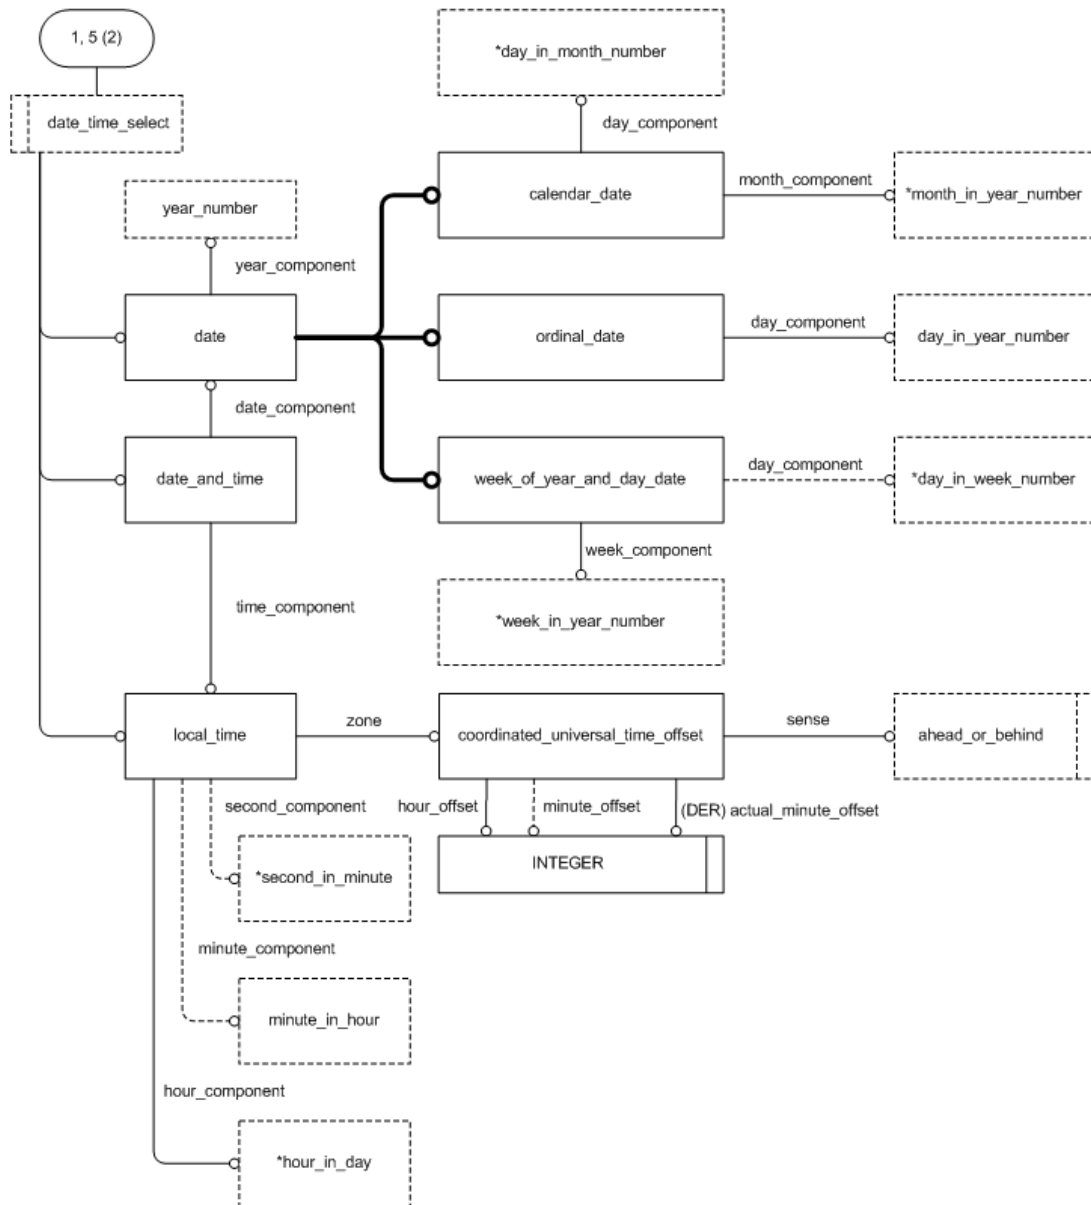 1, 5 (2)
*day_in_month_number
date_time_select
day_component
month_component
year_number
calendar_date
*month_in_year_number
year_component
day_component
date
ordinal_date
day_in_year_number
date_component
day_component
date_and_time
week_of_year_and_day_date
*day_in_week_number
week_component
time_component
*week_in_year_number
zone
sense
local_time
coordinated_universal_time_offset
ahead_or_behind
second_component
hour_offset
minute_offset
(DER) actual_minute_offset
INTEGER
*second_in_minute
minute_component
minute_in_hour
hour_component
*hour_in_day